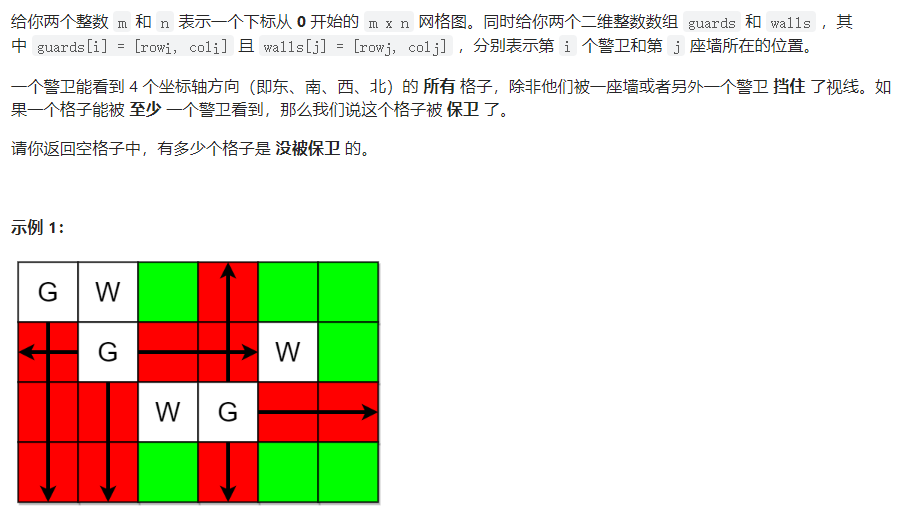 给你两个整数 m 和 n 表示一个下标从 0 开始的 m x n 网格图。同时给你两个二维整数数组 guards 和 walls ，其
中 guards[i] = [rowi, coli] 且 walls[j] = [rowj, colj] ，分别表示第 i 个警卫和第 j 座墙所在的位置。
一个警卫能看到 4 个坐标轴方向（即东、南、西、北）的 所有 格子，除非他们被一座墙或者另外一个警卫 挡住 了视线。如
果一个格子能被 至少 一个警卫看到，那么我们说这个格子被 保卫 了。
请你返回空格子中，有多少个格子是 没被保卫 的。
示例 1：
G W
G W
W G